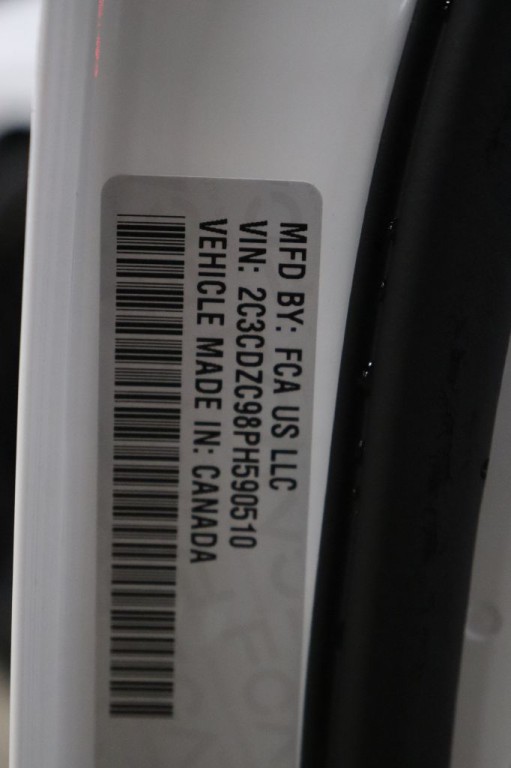 MFD BY: FCA US LLC
VIN: 2C3CDZC98PH590510
VEHICLE MADE IN: CANADA